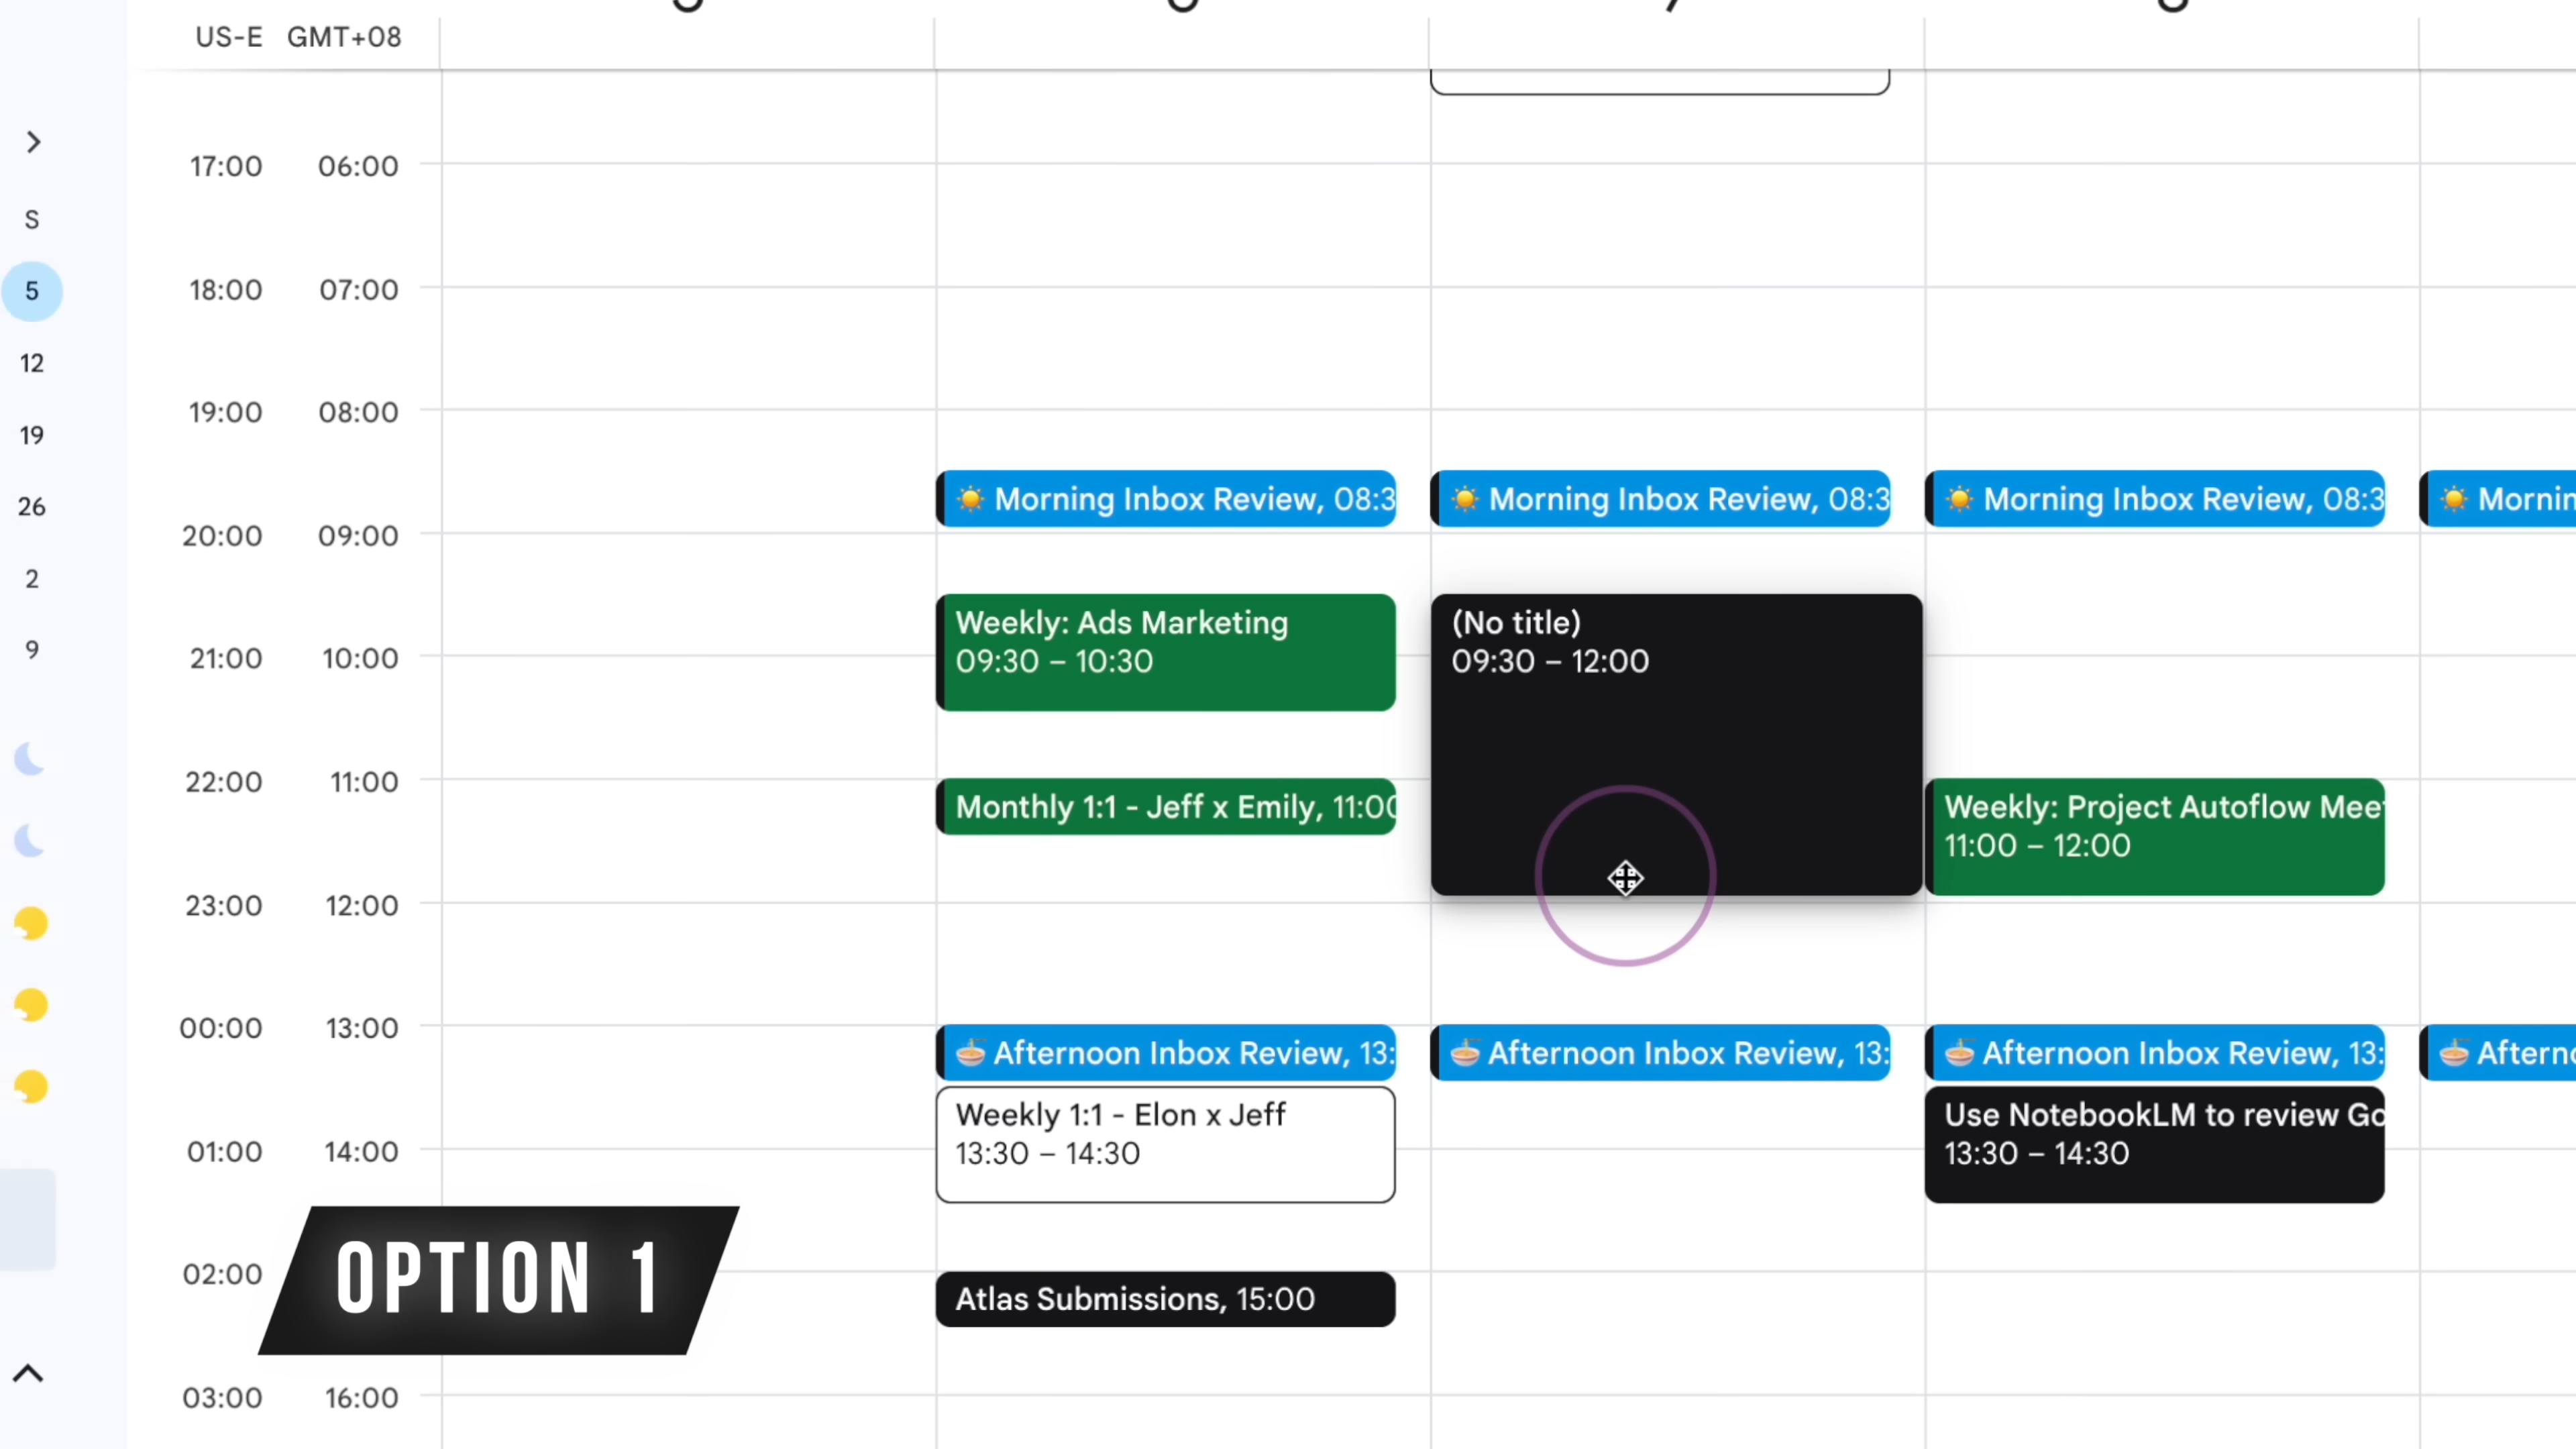 US-E GMT+08
S
5
12
19
26
2
9
17:00 06:00
18:00 07:00
19:00 08:00
20:00 09:00
21:00 10:00
22:00 11:00
23:00 12:00
00:00 13:00
01:00 14:00
02:00
03:00 16:00
Morning Inbox Review, 08:3
Weekly: Ads Marketing
09:30 – 10:30
Monthly 1:1 - Jeff x Emily, 11:00
Afternoon Inbox Review, 13:
Weekly 1:1 - Elon x Jeff
13:30 – 14:30
Atlas Submissions, 15:00
Morning Inbox Review, 08:3
(No title)
09:30 – 12:00
Afternoon Inbox Review, 13:
Morning Inbox Review, 08:3
Weekly: Project Autoflow Mee
11:00 – 12:00
Afternoon Inbox Review, 13:
Use NotebookLM to review Go
13:30 – 14:30
Mornin
Afterno
OPTION 1